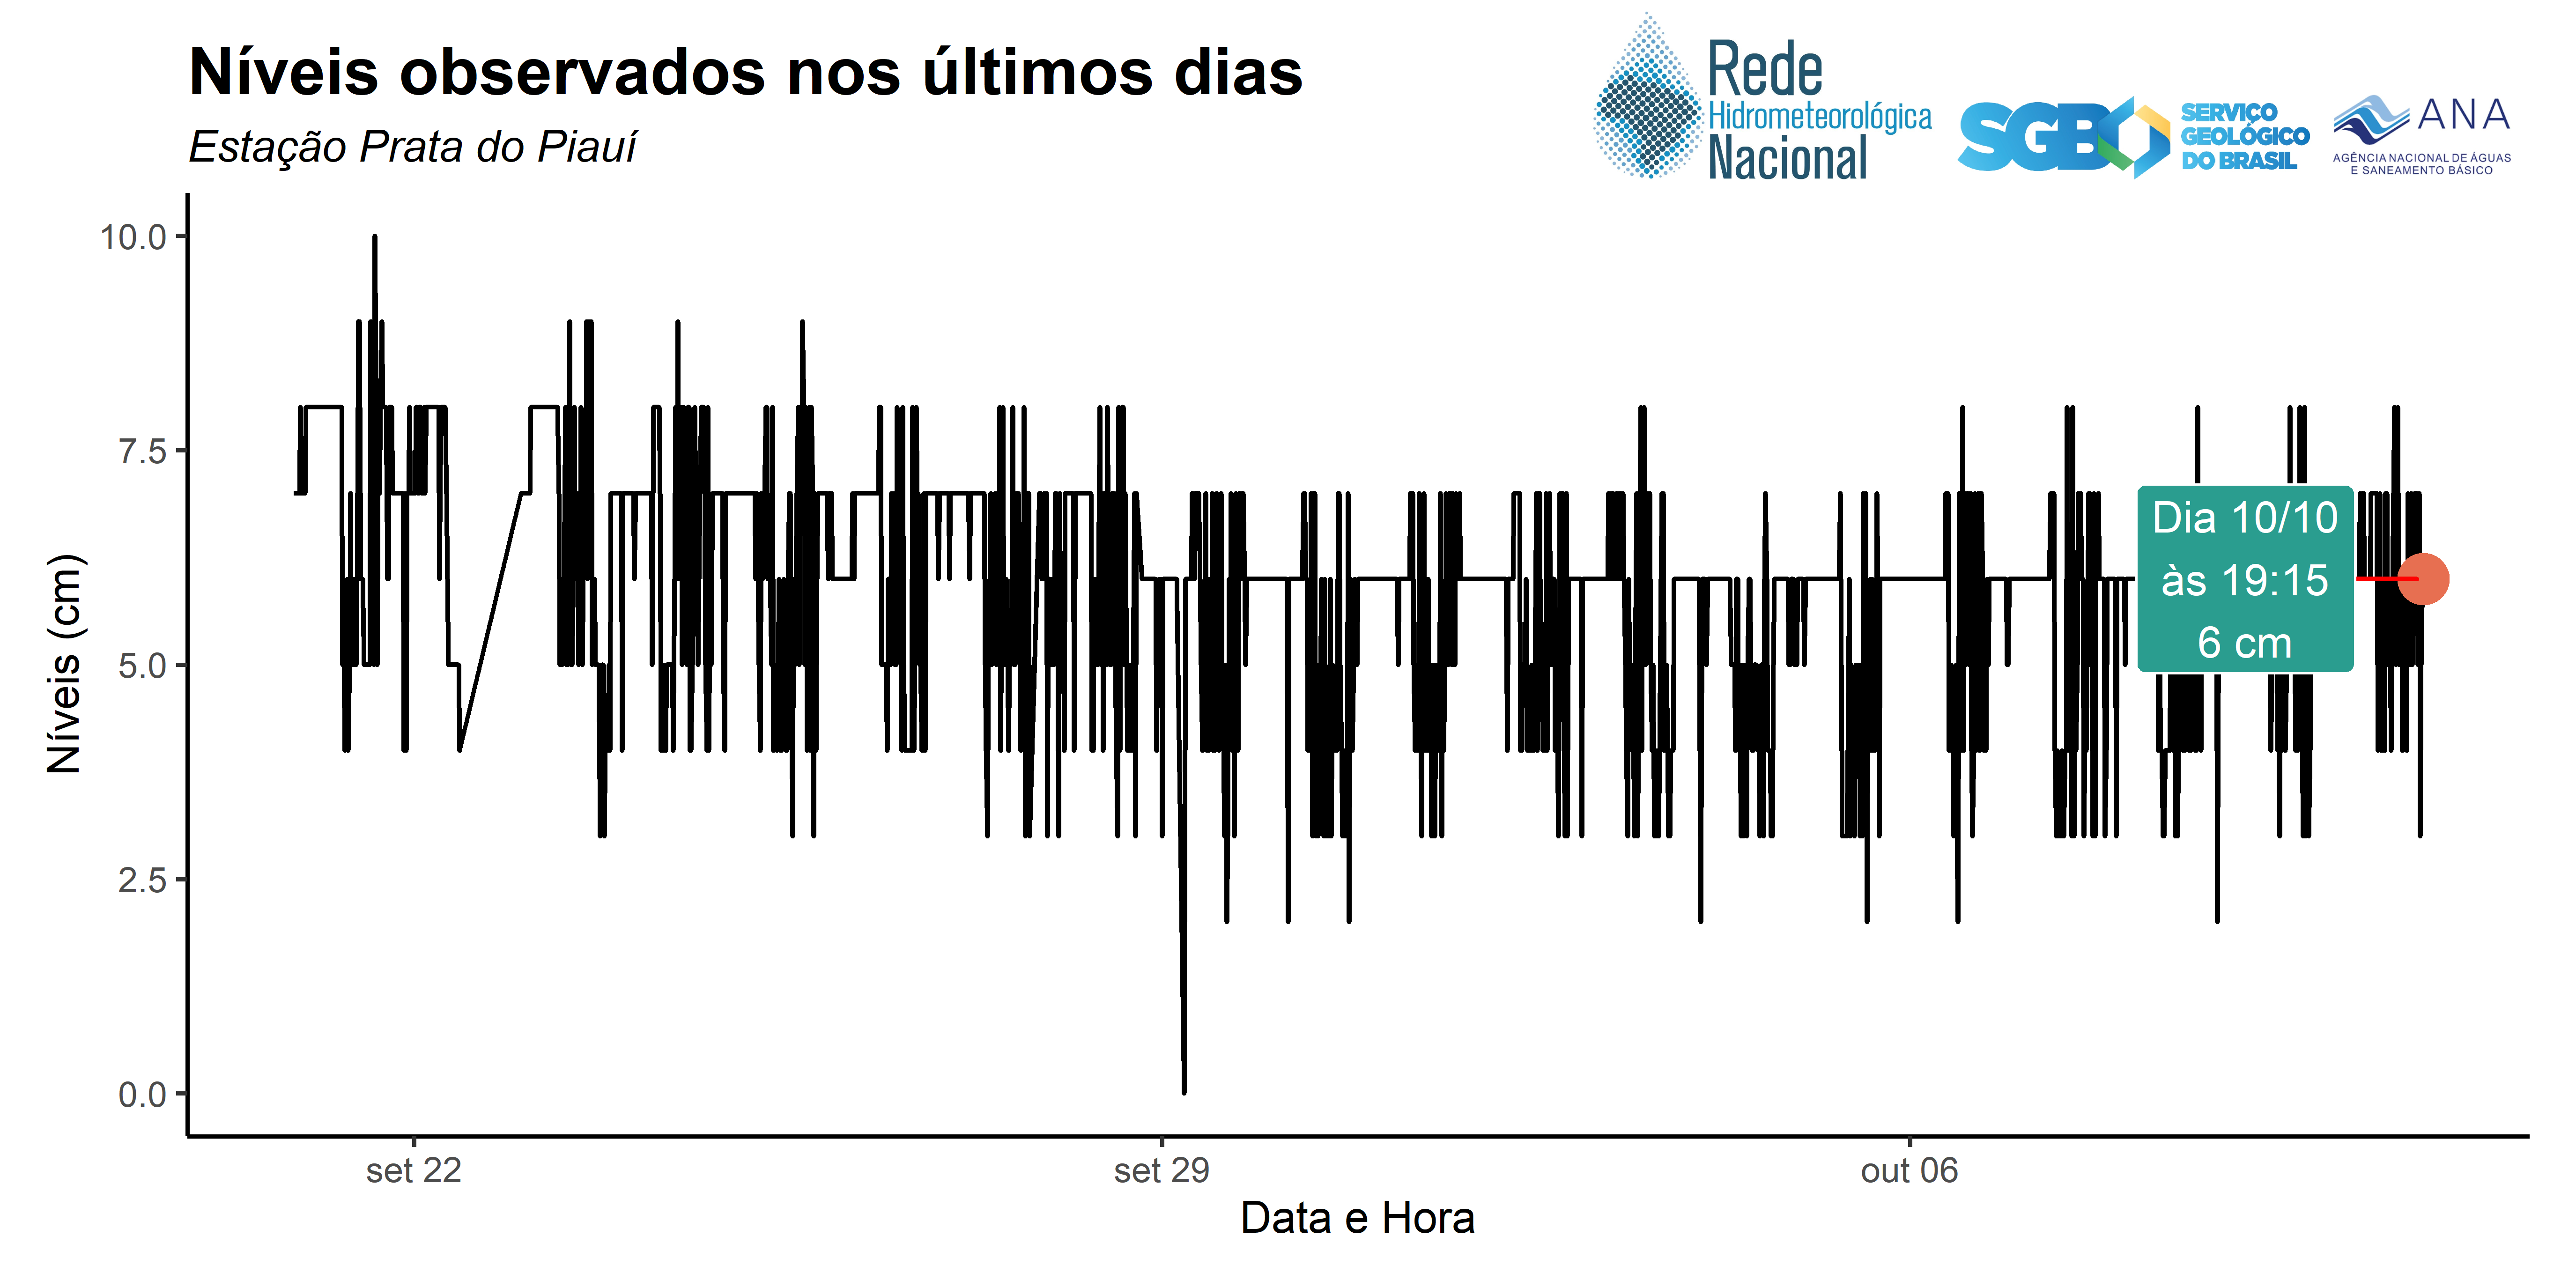 Níveis observados nos últimos dias
Estação Prata do Piauí
Rede
Hidrometeorológica
Nacional
SGB
SERVIÇO
GEOLÓGICO
DO BRASIL
ANA
AGÊNCIA NACIONAL DE ÁGUAS
E SANEAMENTO BÁSICO
Níveis (cm)
10.0
7.5
5.0
2.5
0.0
Dia 10/10
às 19:15
6 cm
set 22
set 29
out 06
Data e Hora